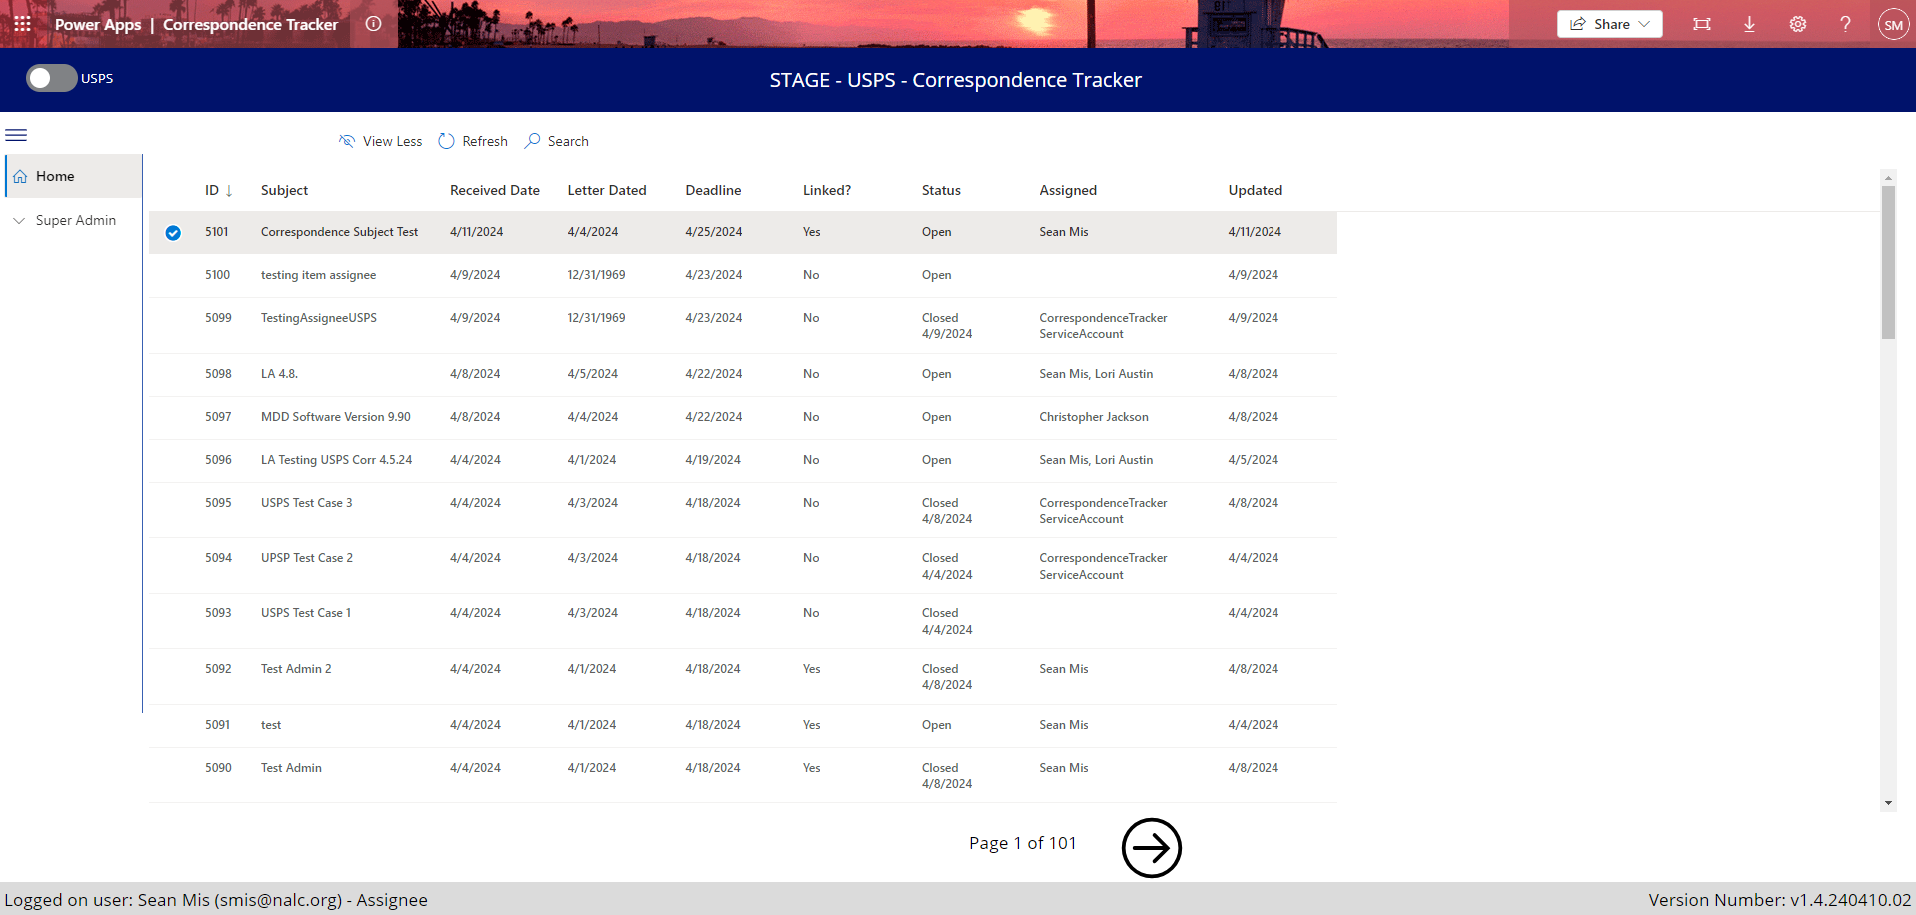 Power Apps | Correspondence Tracker
Share
SM
USPS
STAGE - USPS - Correspondence Tracker
View Less Refresh Search
Home
Super Admin
ID ↓ Subject Received Date Letter Dated Deadline Linked? Status Assigned Updated
5101 Correspondence Subject Test 4/11/2024 4/4/2024 4/25/2024 Yes Open Sean Mis 4/11/2024
5100 testing item assignee 4/9/2024 12/31/1969 4/23/2024 No Open 4/9/2024
5099 TestingAssigneeUSPS 4/9/2024 12/31/1969 4/23/2024 No Closed CorrespondenceTracker 4/9/2024
4/9/2024 ServiceAccount
5098 LA 4.8. 4/8/2024 4/5/2024 4/22/2024 No Open Sean Mis, Lori Austin 4/8/2024
5097 MDD Software Version 9.90 4/8/2024 4/4/2024 4/22/2024 No Open Christopher Jackson 4/8/2024
5096 LA Testing USPS Corr 4.5.24 4/4/2024 4/1/2024 4/19/2024 No Open Sean Mis, Lori Austin 4/5/2024
5095 USPS Test Case 3 4/4/2024 4/3/2024 4/18/2024 No Closed CorrespondenceTracker 4/8/2024
4/8/2024 ServiceAccount
5094 UPSP Test Case 2 4/4/2024 4/3/2024 4/18/2024 No Closed CorrespondenceTracker 4/4/2024
4/4/2024 ServiceAccount
5093 USPS Test Case 1 4/4/2024 4/3/2024 4/18/2024 No Closed 4/4/2024
4/4/2024
5092 Test Admin 2 4/4/2024 4/1/2024 4/18/2024 Yes Closed Sean Mis 4/8/2024
4/8/2024
5091 test 4/4/2024 4/1/2024 4/18/2024 Yes Open Sean Mis 4/4/2024
5090 Test Admin 4/4/2024 4/1/2024 4/18/2024 Yes Closed Sean Mis 4/8/2024
4/8/2024
Page 1 of 101
Logged on user: Sean Mis (smis@nalc.org) - Assignee
Version Number: v1.4.240410.02